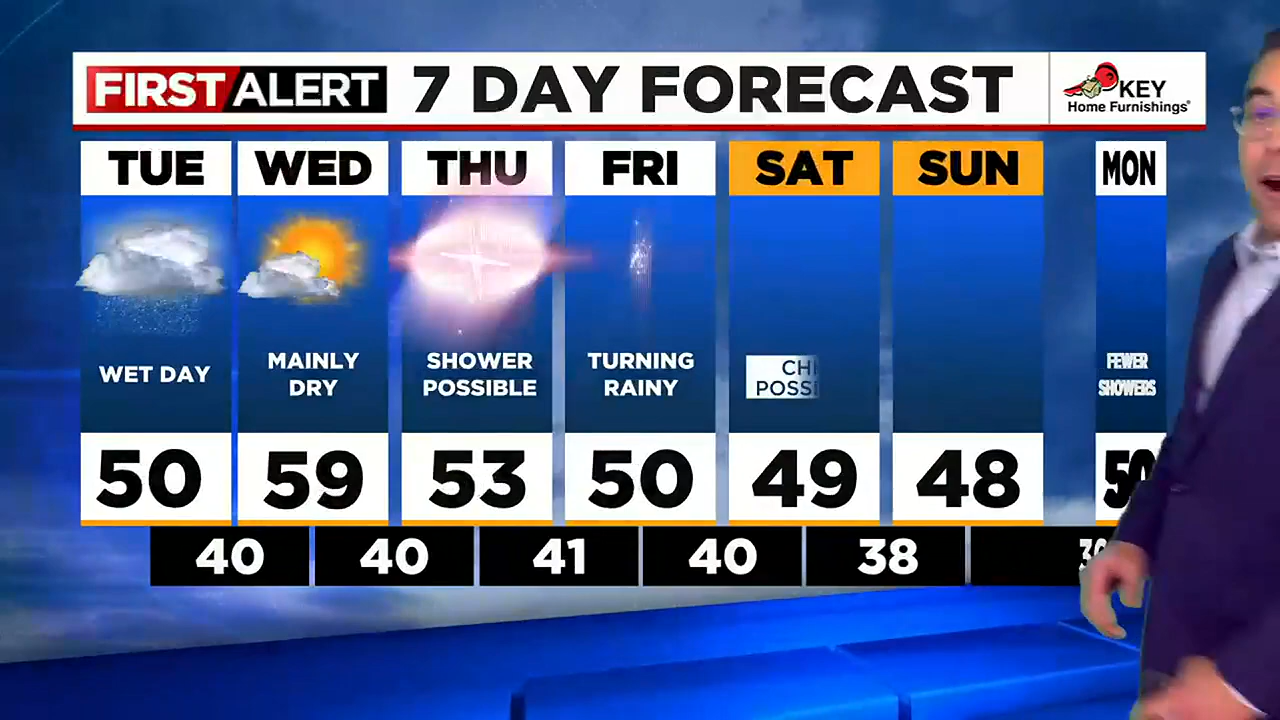 FIRST ALERT 7 DAY FORECAST
KEY
Home Furnishings®
TUE WED THU FRI SAT SUN MON
WET DAY
MAINLY
DRY
SHOWER
POSSIBLE
TURNING
RAINY
FEWER
SHOWERS
50 59 53 50 49 48 50
40 40 41 40 38